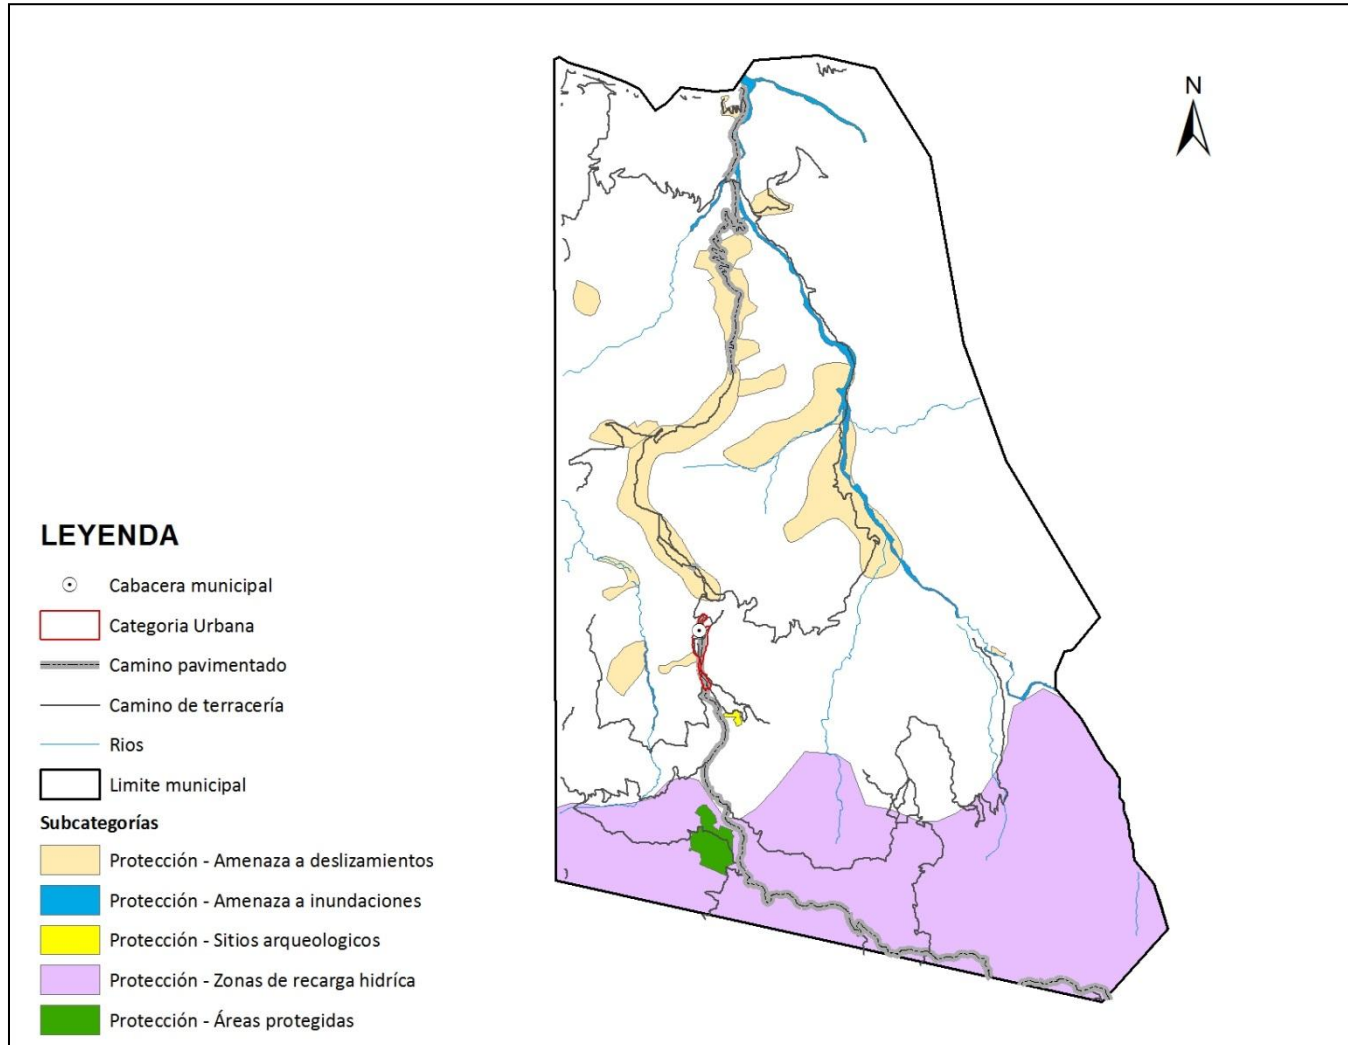 N
LEYENDA
Cabacera municipal
Categoria Urbana
Camino pavimentado
Camino de terracería
Rios
Limite municipal
Subcategorías
Protección - Amenaza a deslizamientos
Protección - Amenaza a inundaciones
Protección - Sitios arqueologicos
Protección - Zonas de recarga hidríca
Protección - Áreas protegidas